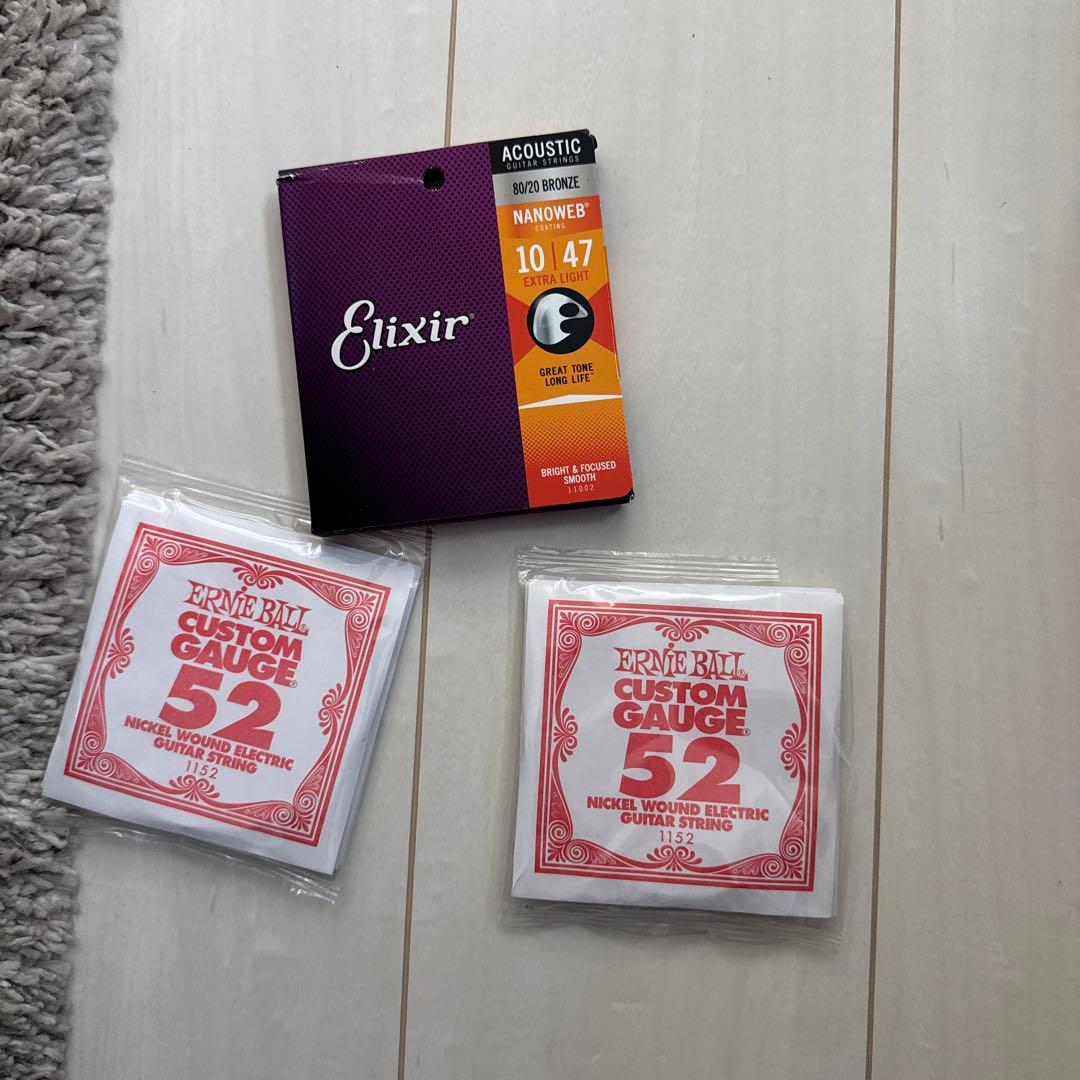 ACOUSTIC
GUITAR STRINGS
80/20 BRONZE
NANOWEB®
COATING
10 | 47
EXTRA LIGHT
Elixir®
GREAT TONE
LONG LIFE™
BRIGHT & FOCUSED
SMOOTH
11002
ERNIE BALL®
CUSTOM
GAUGE®
52
NICKEL WOUND ELECTRIC
GUITAR STRING
1152
ERNIE BALL®
CUSTOM
GAUGE®
52
NICKEL WOUND ELECTRIC
GUITAR STRING
1152